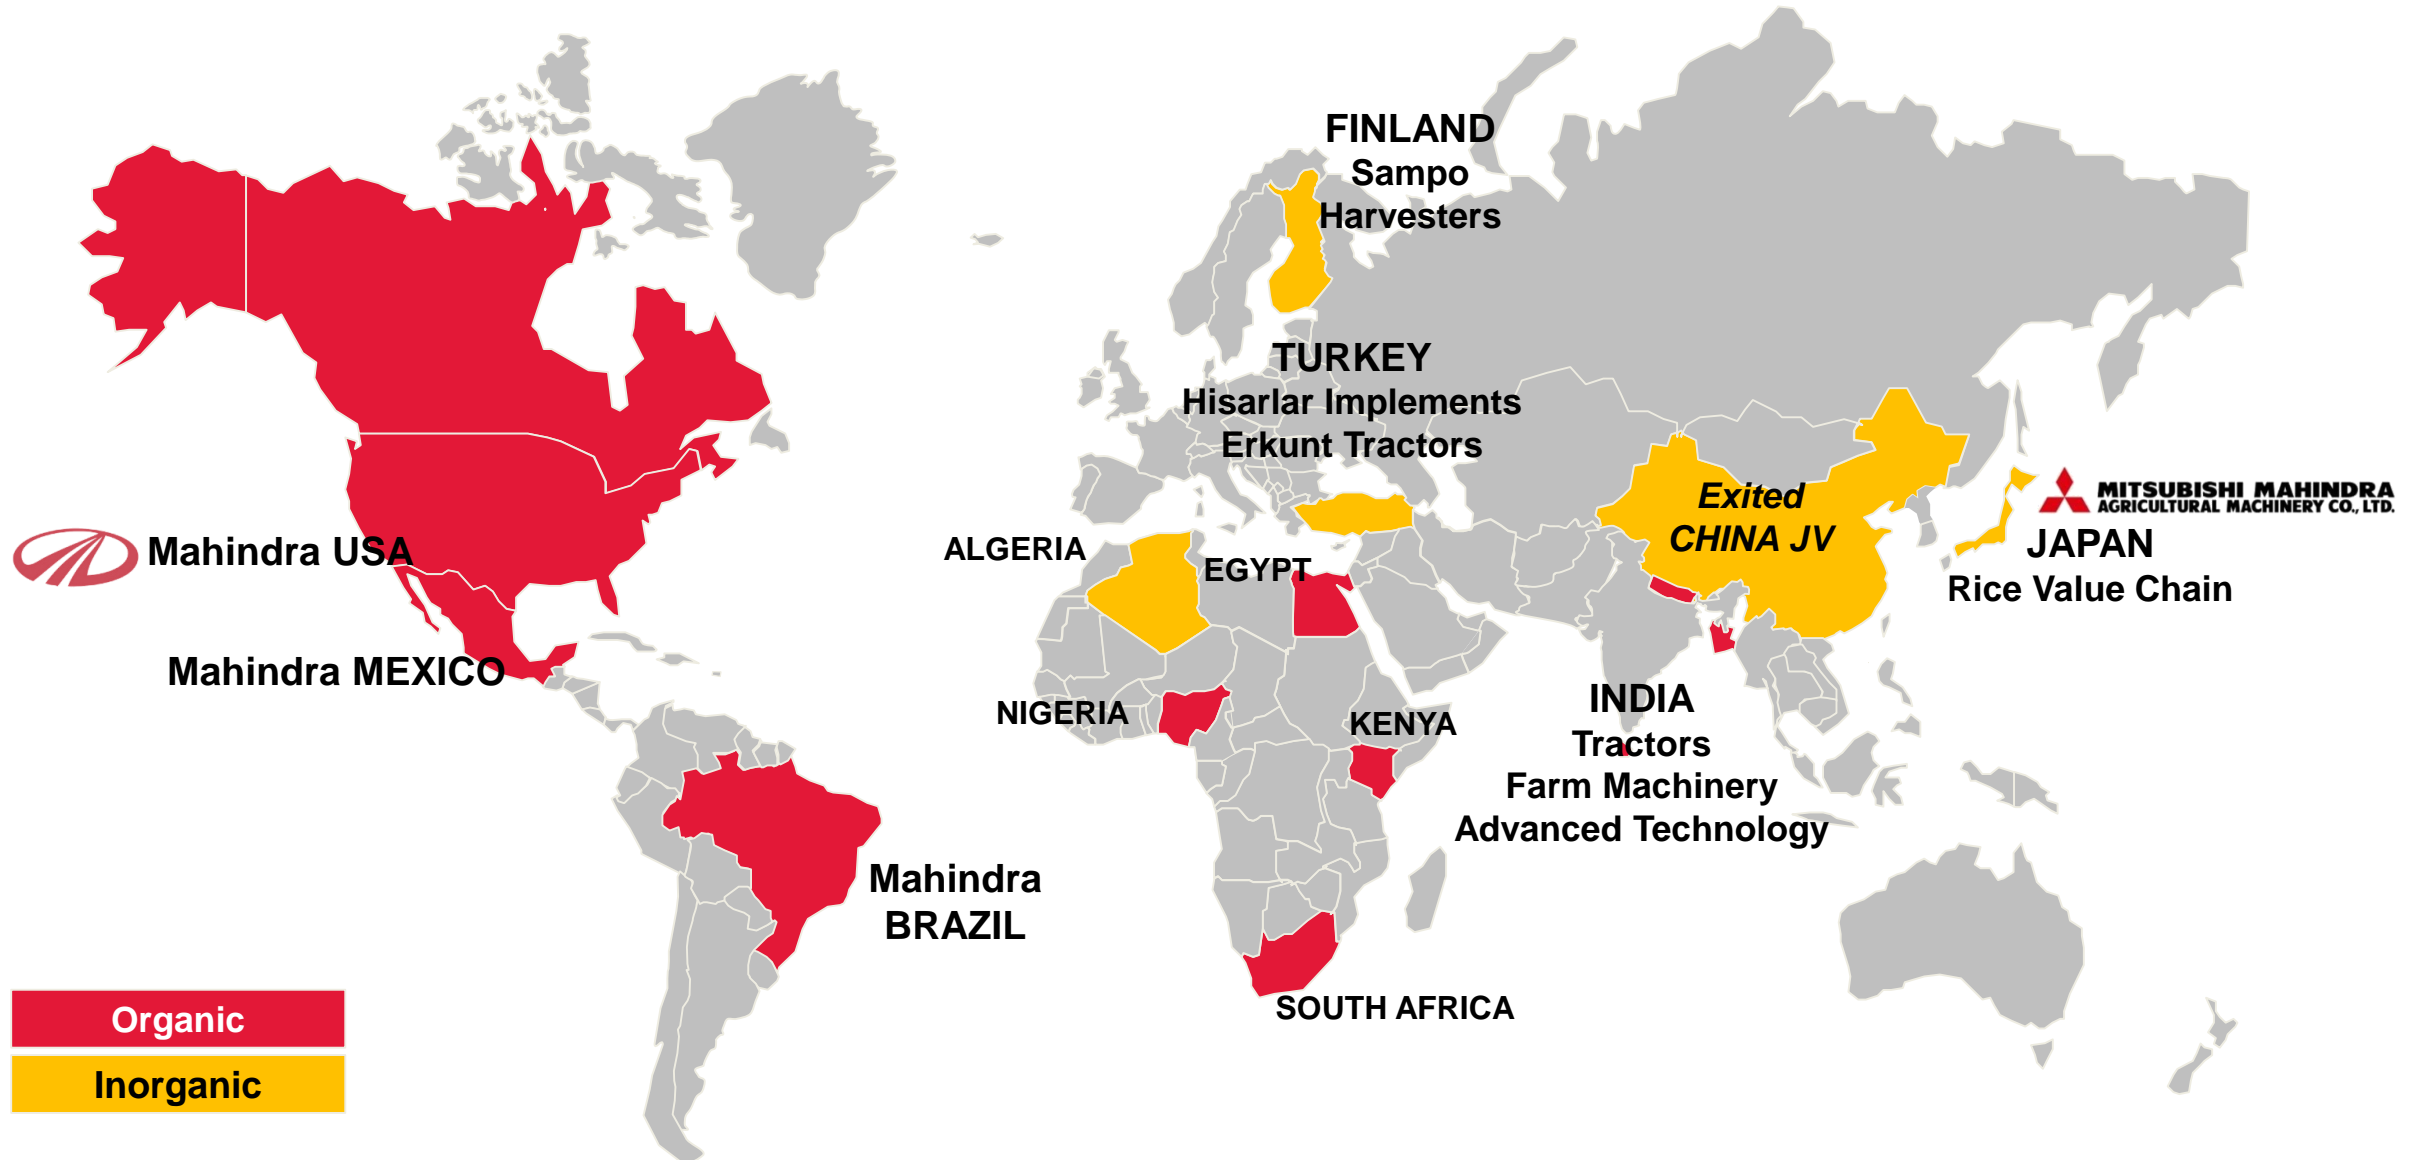 FINLAND
Sampo
Harvesters
TURKEY
Hisarlar Implements
Erkunt Tractors
Exited
CHINA JV
MITSUBISHI MAHINDRA
AGRICULTURAL MACHINERY CO., LTD.
JAPAN
Rice Value Chain
Mahindra USA
ALGERIA
EGYPT
Mahindra MEXICO
NIGERIA
KENYA
INDIA
Tractors
Farm Machinery
Advanced Technology
Mahindra
BRAZIL
SOUTH AFRICA
Organic
Inorganic